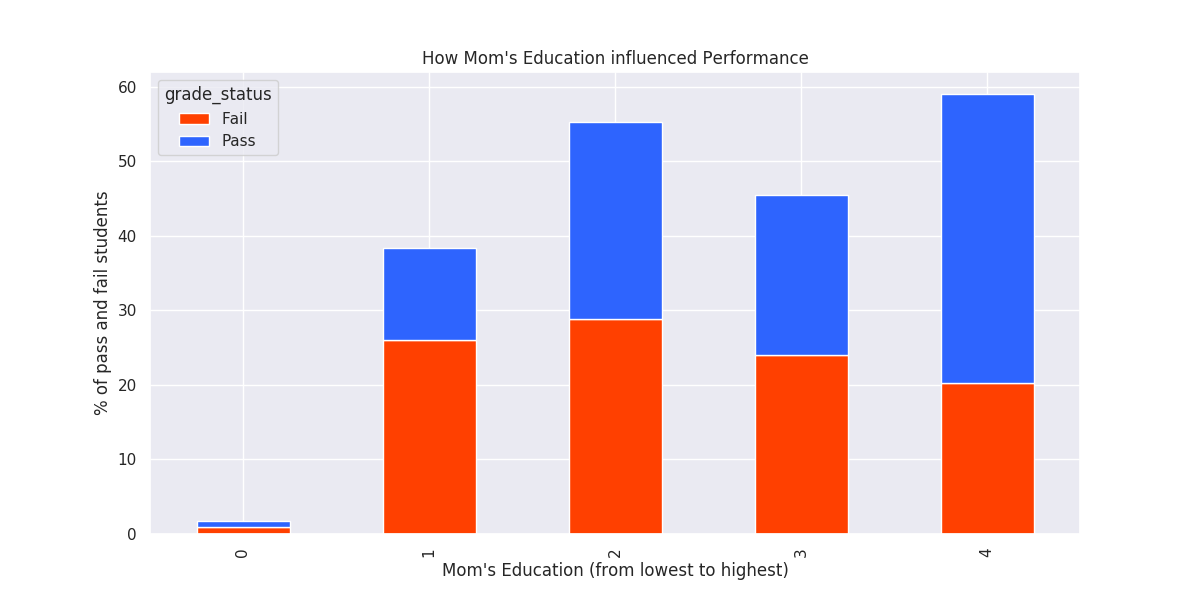 How Mom's Education influenced Performance
grade_status
Fail
Pass
% of pass and fail students
60
50
40
30
20
10
0
0
1
2
3
4
Mom's Education (from lowest to highest)